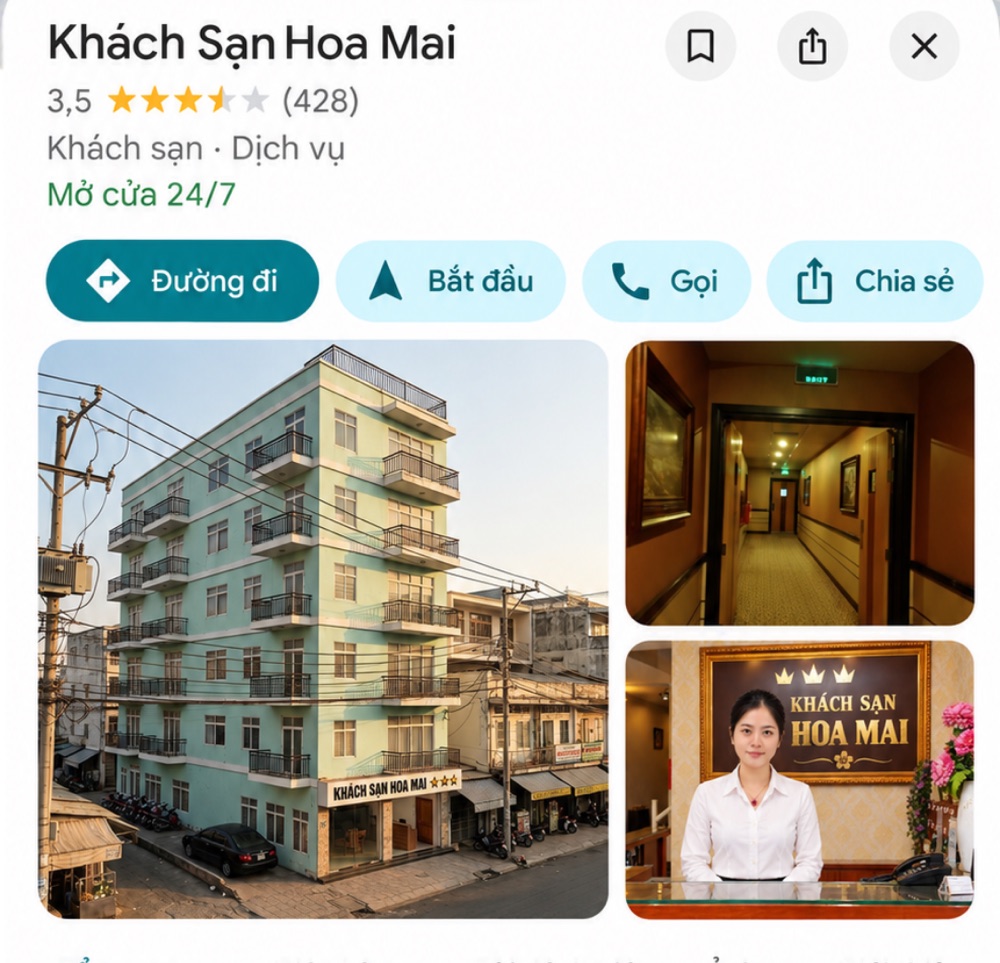 Khách Sạn Hoa Mai
3,5 (428)
Khách sạn · Dịch vụ
Mở cửa 24/7
Đường đi
Bắt đầu
Gọi
Chia sẻ
KHÁCH SẠN HOA MAI
KHÁCH SẠN
HOA MAI